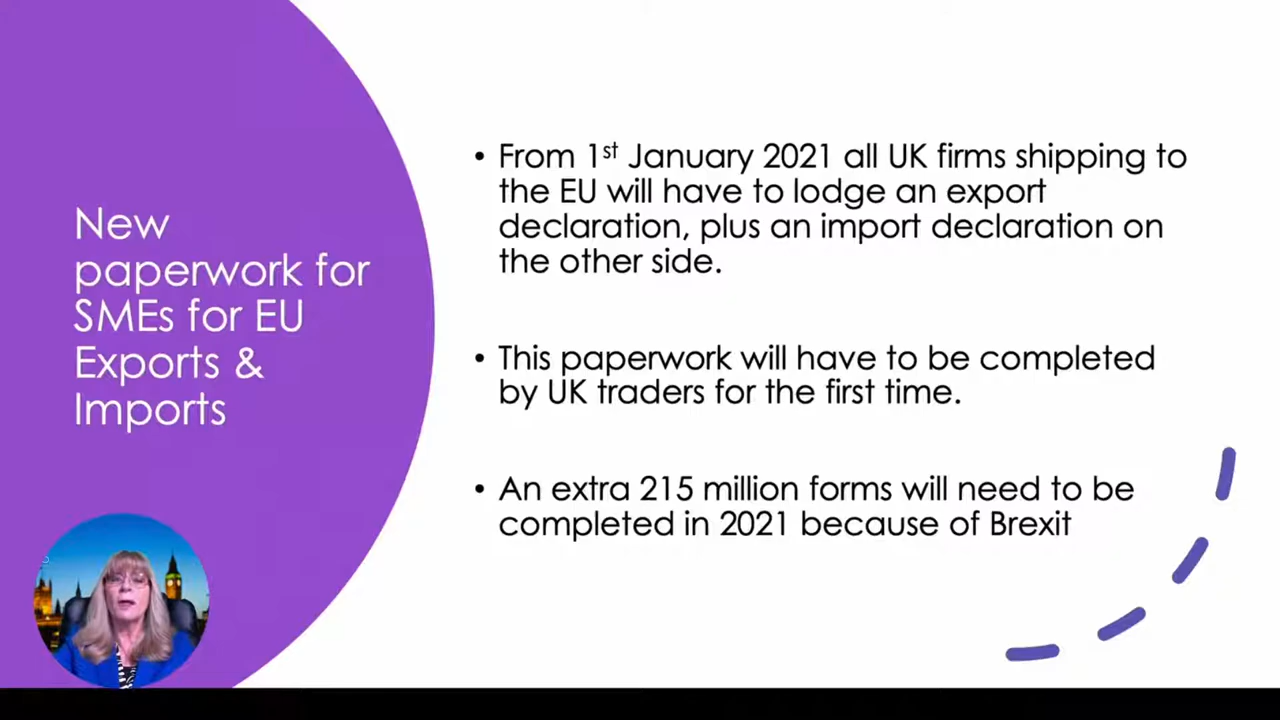 New
paperwork for
SMEs for EU
Exports &
Imports
• From 1st January 2021 all UK firms shipping to
the EU will have to lodge an export
declaration, plus an import declaration on
the other side.
• This paperwork will have to be completed
by UK traders for the first time.
• An extra 215 million forms will need to be
completed in 2021 because of Brexit